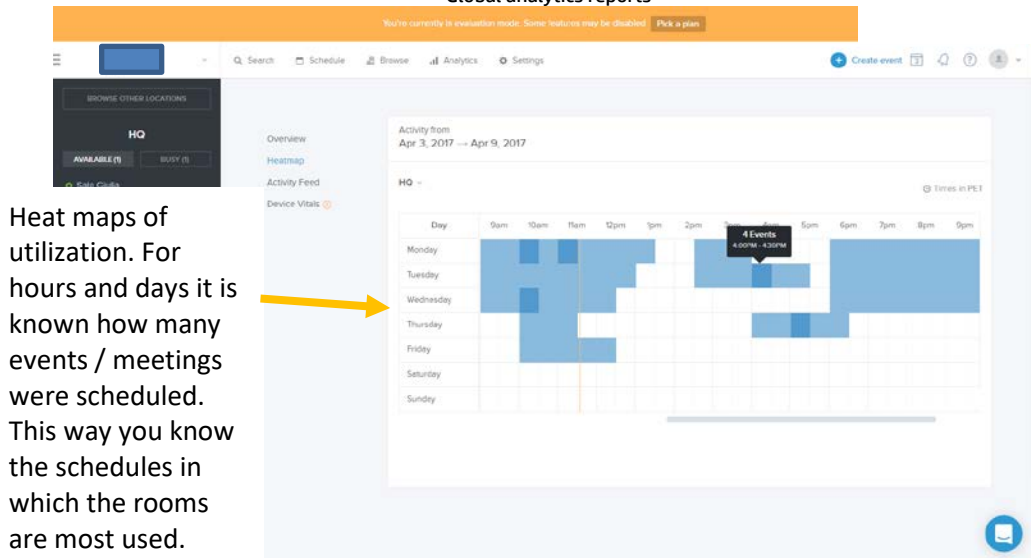 Global analytics reports
You're currently in evaluation mode. Some features may be disabled Pick a plan
Search Schedule Browse Analytics Settings Create event
BROWSE OTHER LOCATIONS
HQ
AVAILABLE (1) BUSY (1)
Overview
Heatmap
Activity Feed
Device Vitals
Activity from
Apr 3, 2017 → Apr 9, 2017
HQ
Times in PET
Day 9am 10am 11am 12pm 1pm 2pm 3pm 4pm 5pm 6pm 7pm 8pm 9pm
4 Events
4:00PM - 4:30PM
Monday
Tuesday
Wednesday
Thursday
Friday
Saturday
Sunday
Heat maps of
utilization. For
hours and days it is
known how many
events / meetings
were scheduled.
This way you know
the schedules in
which the rooms
are most used.